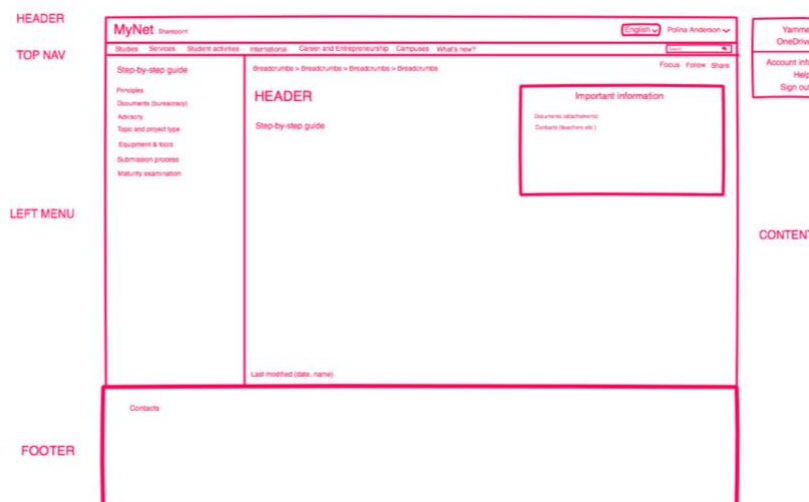 HEADER
MyNet Sharepoint English Polina Anderson
Yamme
OneDrive
TOP NAV
Studies Services Student activities International Career and Entrepreneurship Campuses What's new? Search
Account info
Help
Sign out
Step-by-step guide
Breadcrumbs > Breadcrumbs > Breadcrumbs > Breadcrumbs
Focus Follow Share
Principles
Documents (bureaucracy)
Advisory
Topic and project type
Equipment & tools
Submission process
Maturity examination
HEADER
Step-by-step guide
Important information
Documents (attachments)
Contacts (teachers etc.)
LEFT MENU
CONTENT
Last modified (date, name)
Contacts
FOOTER